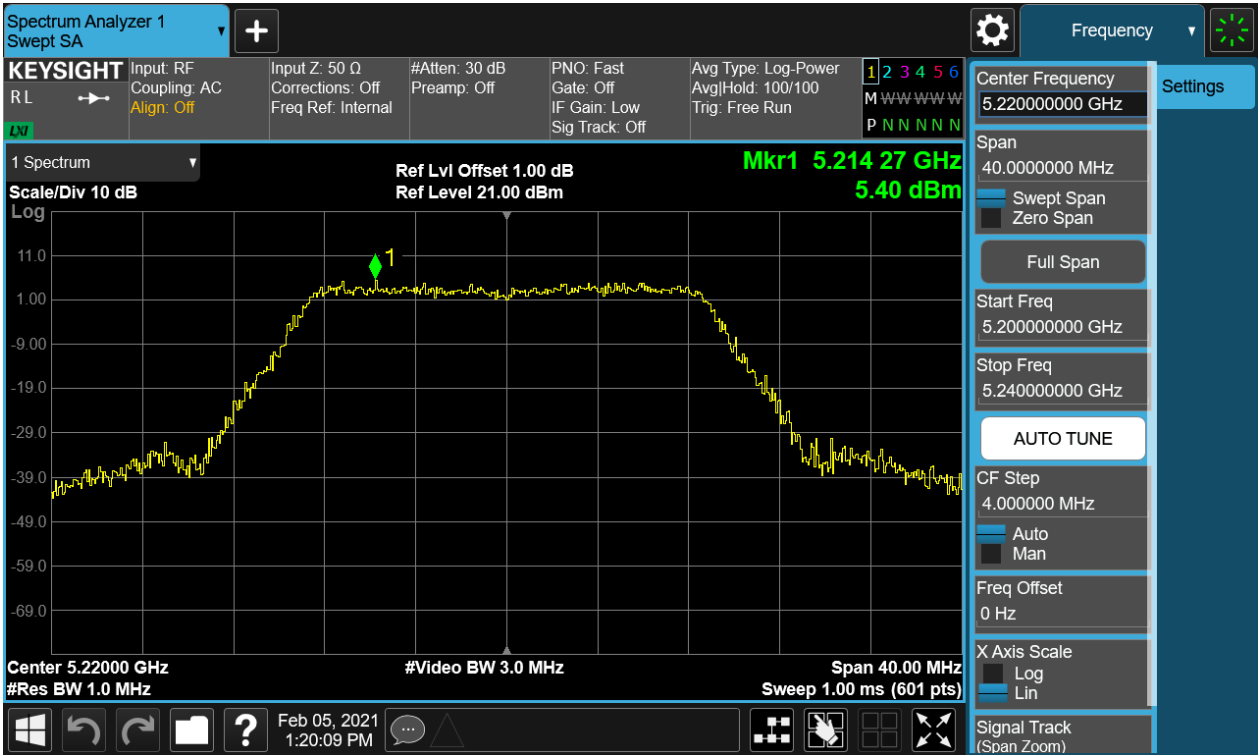 Spectrum Analyzer 1
Swept SA
Frequency
KEYSIGHT
R L
LXI
Input: RF
Coupling: AC
Align: Off
Input Z: 50 Ω
Corrections: Off
Freq Ref: Internal
#Atten: 30 dB
Preamp: Off
PNO: Fast
Gate: Off
IF Gain: Low
Sig Track: Off
Avg Type: Log-Power
Avg|Hold: 100/100
Trig: Free Run
1 2 3 4 5 6
M W W W W W
P N N N N N
1 Spectrum
Scale/Div 10 dB
Log
Ref Lvl Offset 1.00 dB
Ref Level 21.00 dBm
Mkr1 5.214 27 GHz
5.40 dBm
1
11.0
1.00
-9.00
-19.0
-29.0
-39.0
-49.0
-59.0
-69.0
Center 5.22000 GHz
#Res BW 1.0 MHz
#Video BW 3.0 MHz
Span 40.00 MHz
Sweep 1.00 ms (601 pts)
Center Frequency
5.220000000 GHz
Span
40.0000000 MHz
Swept Span
Zero Span
Full Span
Start Freq
5.200000000 GHz
Stop Freq
5.240000000 GHz
AUTO TUNE
CF Step
4.000000 MHz
Auto
Man
Freq Offset
0 Hz
X Axis Scale
Log
Lin
Signal Track
(Span Zoom)
Settings
?
Feb 05, 2021
1:20:09 PM